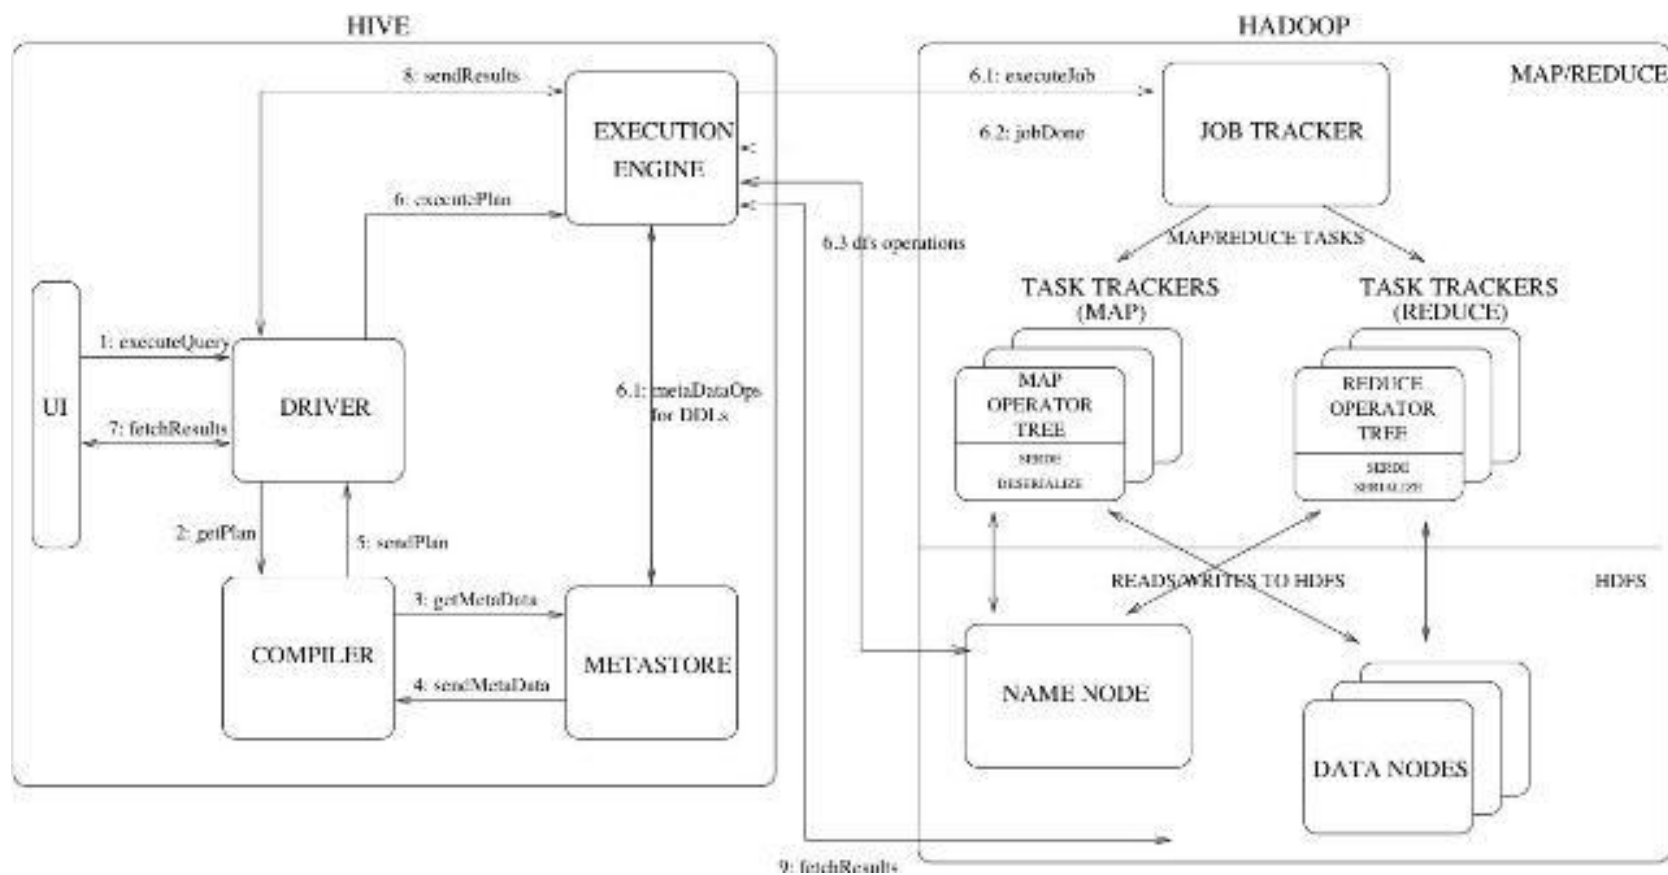 HIVE
HADOOP
8: sendResults
6.1: executeJob
MAP/REDUCE
EXECUTION
ENGINE
6.2: jobDone
JOB TRACKER
6: executePlan
6.3 dfs operations
MAP/REDUCE TASKS
TASK TRACKERS
(MAP)
TASK TRACKERS
(REDUCE)
1: executeQuery
UI
DRIVER
7: fetchResults
6.1: metaDataOps
for DDLs
MAP
OPERATOR
TREE
SERDE
DESERIALIZE
REDUCE
OPERATOR
TREE
SERDE
SERIALIZE
2: getPlan
5: sendPlan
READS/WRITES TO HDFS
HDFS
3: getMetaData
COMPILER
METASTORE
4: sendMetaData
NAME NODE
DATA NODES
9: fetchResults